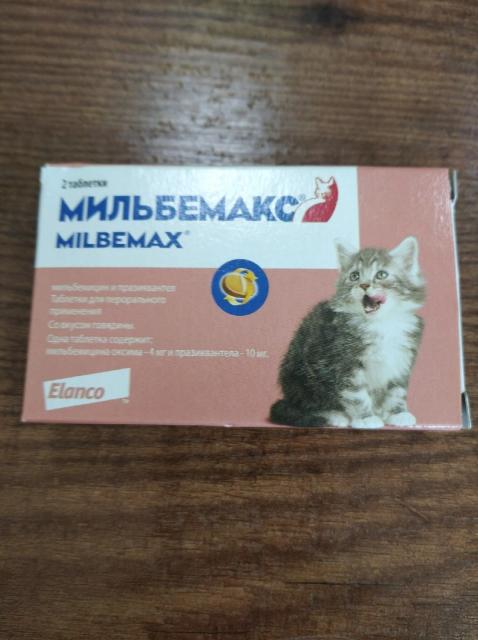 2 таблетки
МИЛЬБЕМАКС®
MILBEMAX®
мильбемицин и празиквантел
Таблетки для перорального
применения
Со вкусом говядины.
Одна таблетка содержит:
мильбемицина оксима – 4 мг и празиквантела - 10 мг.
Elanco™